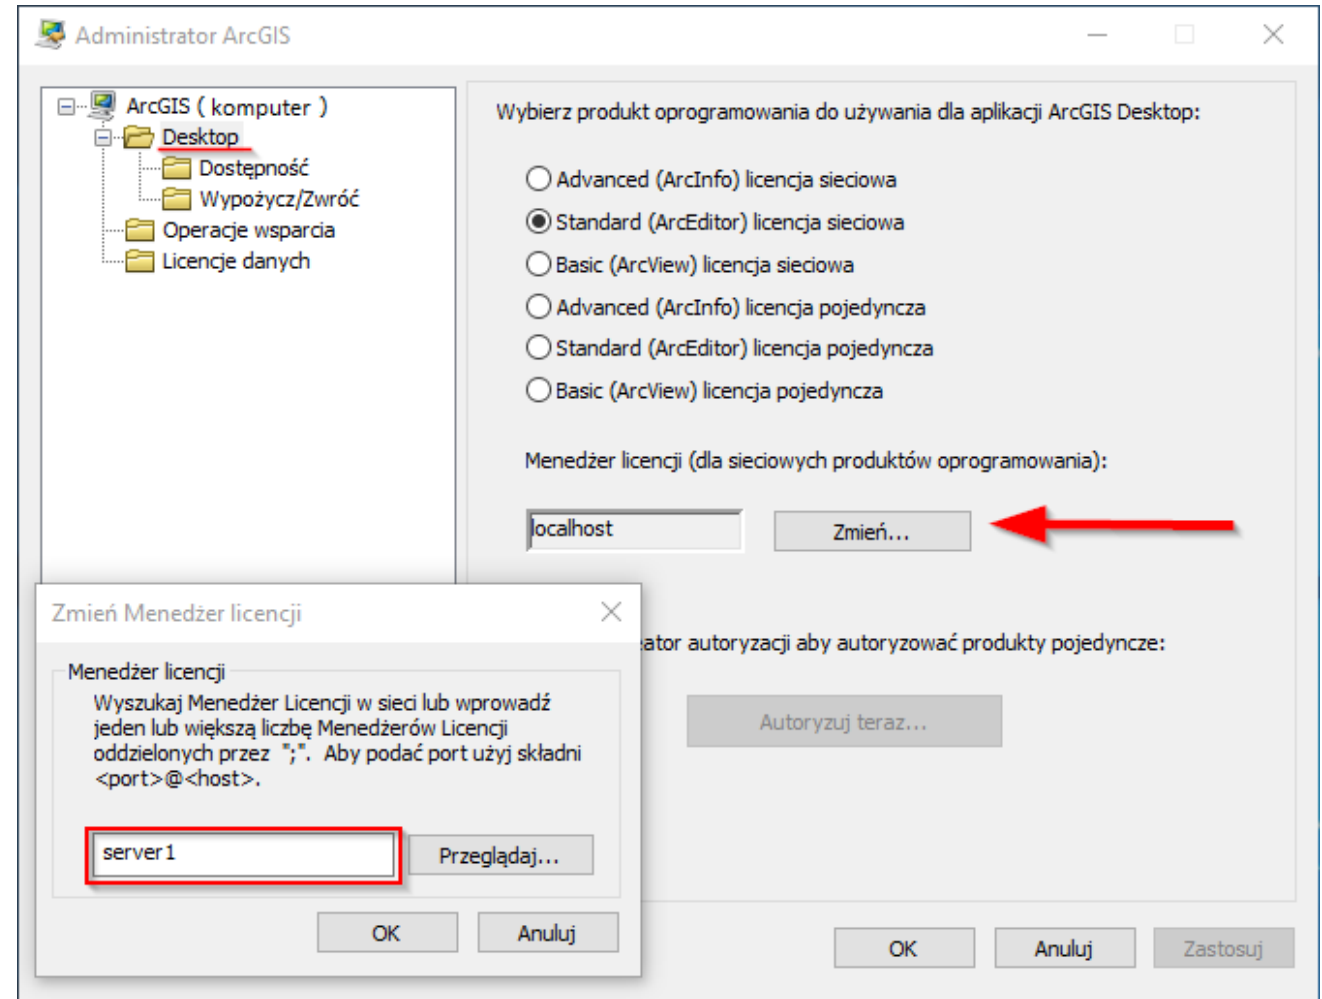 Administrator ArcGIS
ArcGIS ( komputer )
Desktop
Dostępność
Wypożycz/Zwróć
Operacje wsparcia
Licencje danych
Wybierz produkt oprogramowania do używania dla aplikacji ArcGIS Desktop:
Advanced (ArcInfo) licencja sieciowa
Standard (ArcEditor) licencja sieciowa
Basic (ArcView) licencja sieciowa
Advanced (ArcInfo) licencja pojedyncza
Standard (ArcEditor) licencja pojedyncza
Basic (ArcView) licencja pojedyncza
Menedżer licencji (dla sieciowych produktów oprogramowania):
localhost
Zmień...
autoryzacji aby autoryzować produkty pojedyncze:
Autoryzuj teraz...
OK
Anuluj
Zastosuj
Zmień Menedżer licencji
Menedżer licencji
Wyszukaj Menedżer Licencji w sieci lub wprowadź
jeden lub większą liczbę Menedżerów Licencji
oddzielonych przez ";". Aby podać port użyj składni
<port>@<host>.
server1
Przeglądaj...
OK
Anuluj